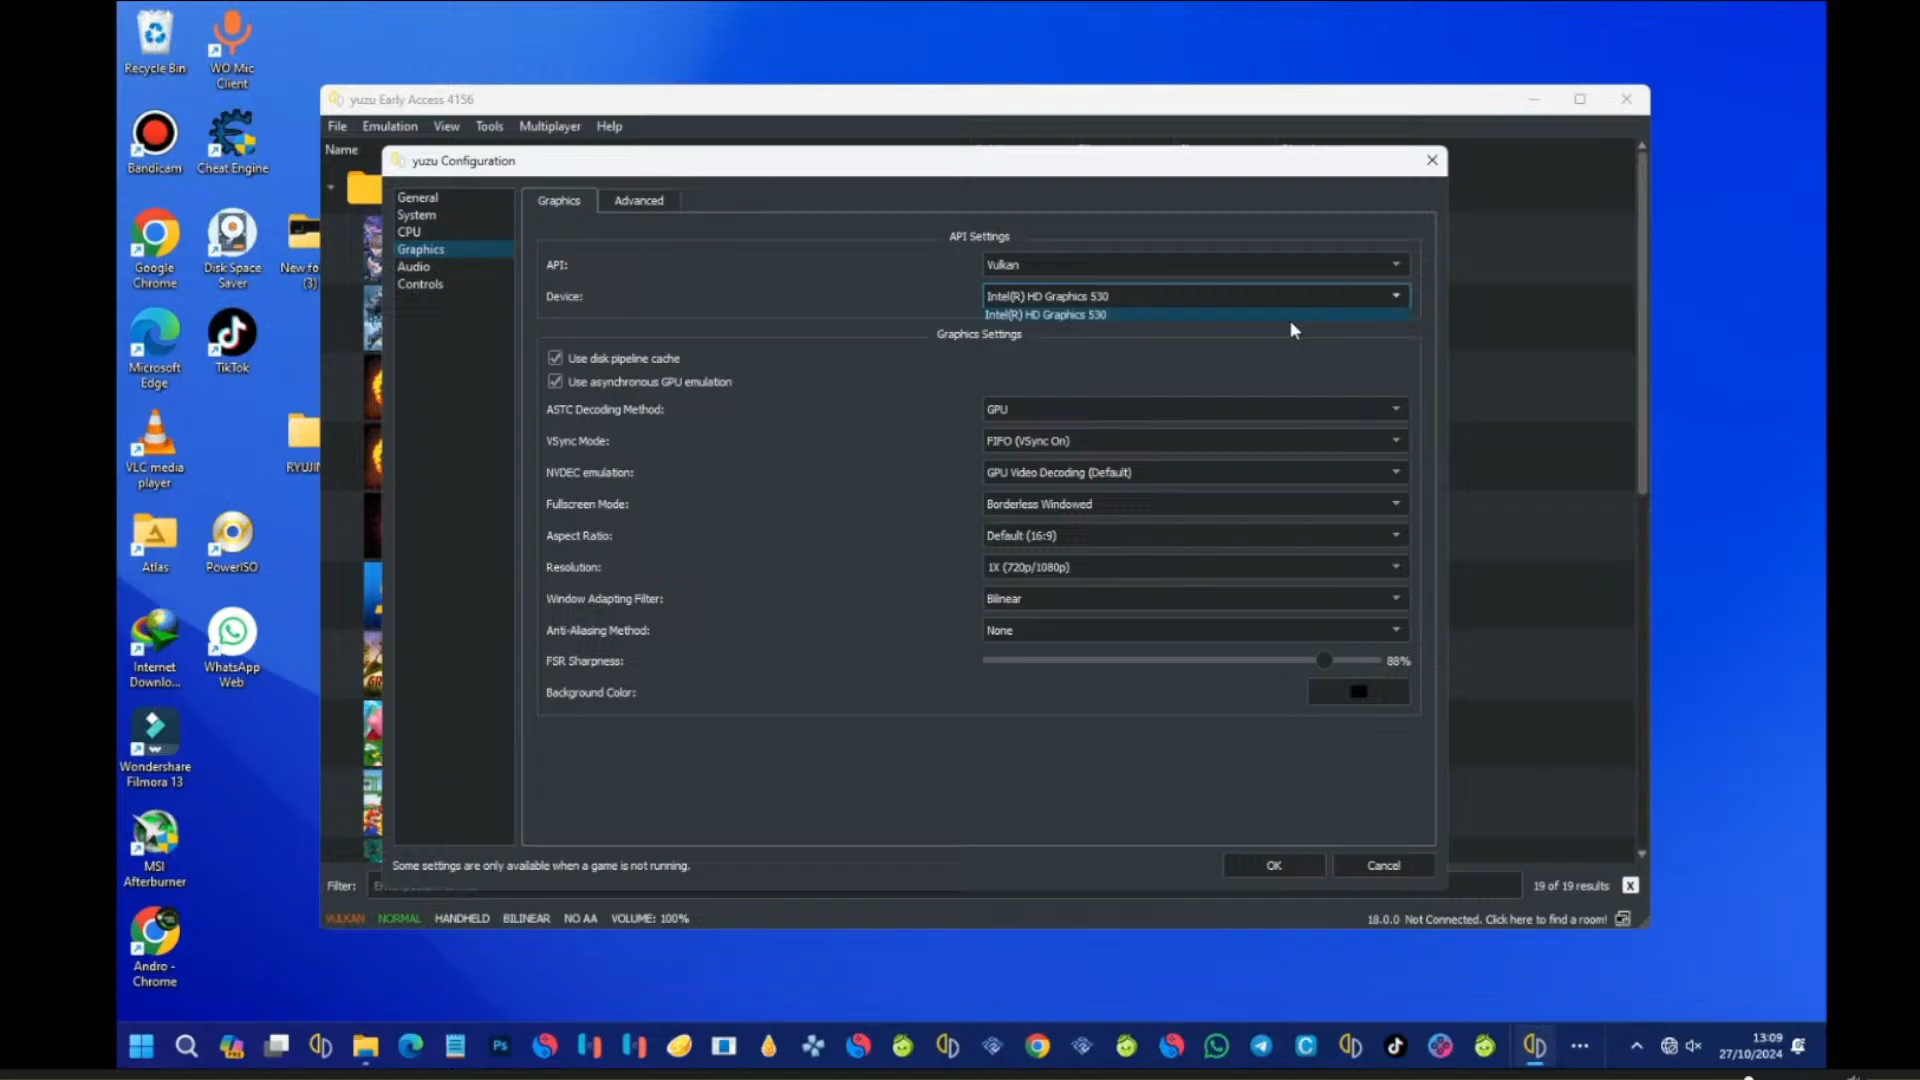 Recycle Bin
WO Mic
Client
Bandicam
Cheat Engine
Google
Chrome
Disk Space
Saver
New fo
(3)
Microsoft
Edge
TikTok
VLC media
player
RYUJIN
Atlas
PowerISO
Internet
Downlo...
WhatsApp
Web
Wondershare
Filmora 13
MSI
Afterburner
Andro -
Chrome
yuzu Early Access 4156
File Emulation View Tools Multiplayer Help
Name
yuzu Configuration
General
System
CPU
Graphics
Audio
Controls
Graphics Advanced
API Settings
API: Vulkan
Device: Intel(R) HD Graphics 530
Intel(R) HD Graphics 530
Graphics Settings
Use disk pipeline cache
Use asynchronous GPU emulation
ASTC Decoding Method: GPU
VSync Mode: FIFO (VSync On)
NVDEC emulation: GPU Video Decoding (Default)
Fullscreen Mode: Borderless Windowed
Aspect Ratio: Default (16:9)
Resolution: 1X (720p/1080p)
Window Adapting Filter: Bilinear
Anti-Aliasing Method: None
FSR Sharpness: 88%
Background Color:
Some settings are only available when a game is not running.
OK Cancel
Filter: 19 of 19 results X
VULKAN NORMAL HANDHELD BILINEAR NO AA VOLUME: 100%
18.0.0 Not Connected. Click here to find a room!
Ps
13:09
27/10/2024